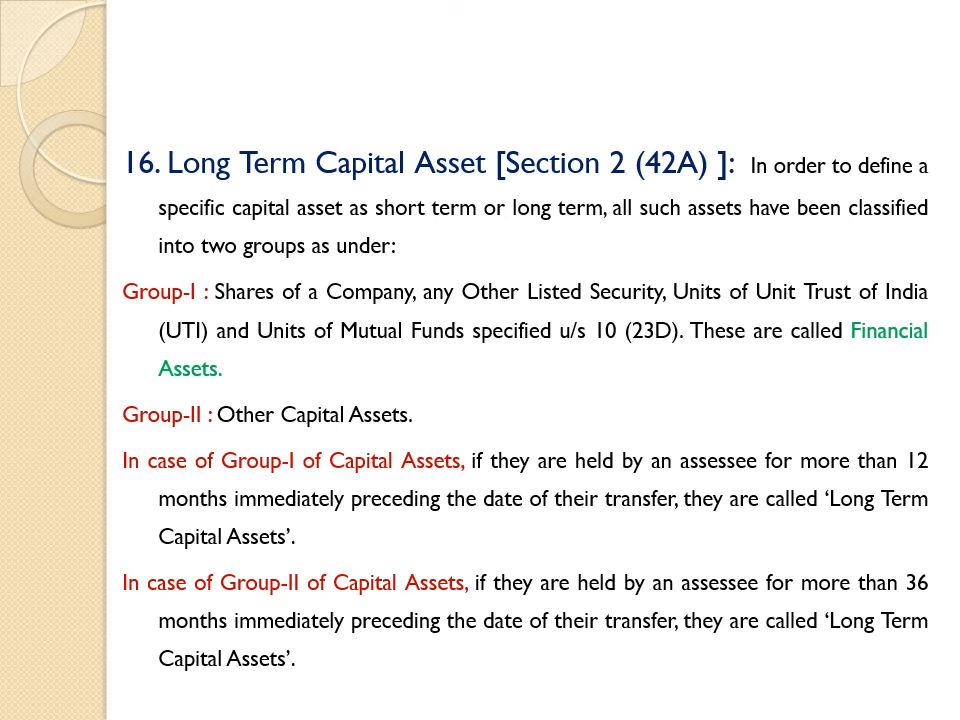 16. Long Term Capital Asset [Section 2 (42A) ]: In order to define a
specific capital asset as short term or long term, all such assets have been classified
into two groups as under:
Group-I : Shares of a Company, any Other Listed Security, Units of Unit Trust of India
(UTI) and Units of Mutual Funds specified u/s 10 (23D). These are called Financial
Assets.
Group-II : Other Capital Assets.
In case of Group-I of Capital Assets, if they are held by an assessee for more than 12
months immediately preceding the date of their transfer, they are called ‘Long Term
Capital Assets’.
In case of Group-II of Capital Assets, if they are held by an assessee for more than 36
months immediately preceding the date of their transfer, they are called ‘Long Term
Capital Assets’.